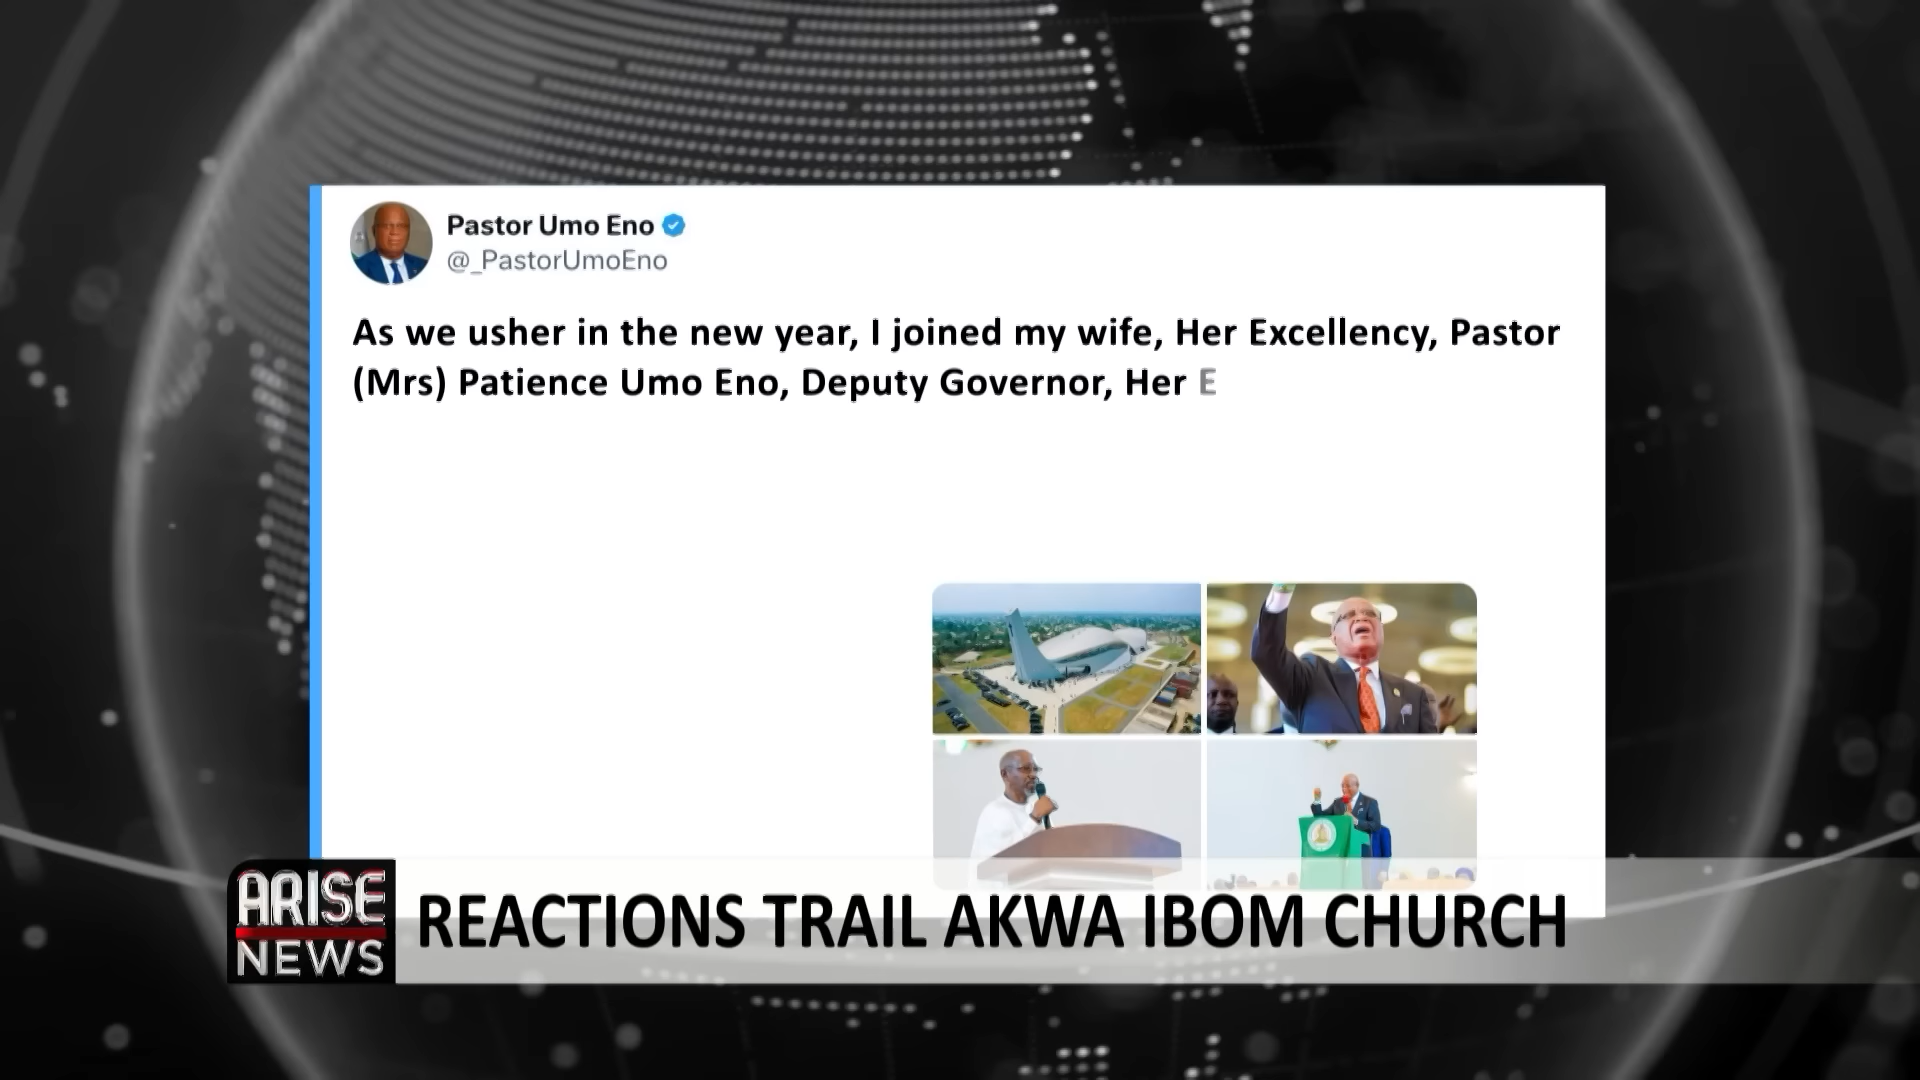 Pastor Umo Eno
@_PastorUmoEno
As we usher in the new year, I joined my wife, Her Excellency, Pastor
(Mrs) Patience Umo Eno, Deputy Governor, Her E
ARISE
NEWS
REACTIONS TRAIL AKWA IBOM CHURCH